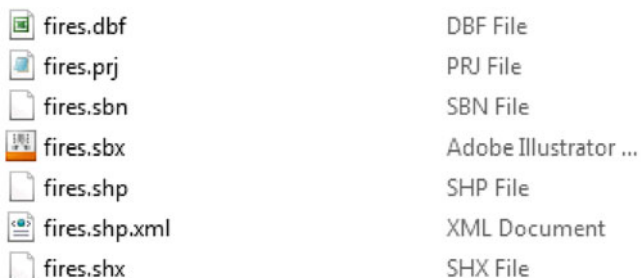 fires.dbf DBF File
fires.prj PRJ File
fires.sbn SBN File
fires.sbx Adobe Illustrator ...
fires.shp SHP File
fires.shp.xml XML Document
fires.shx SHX File